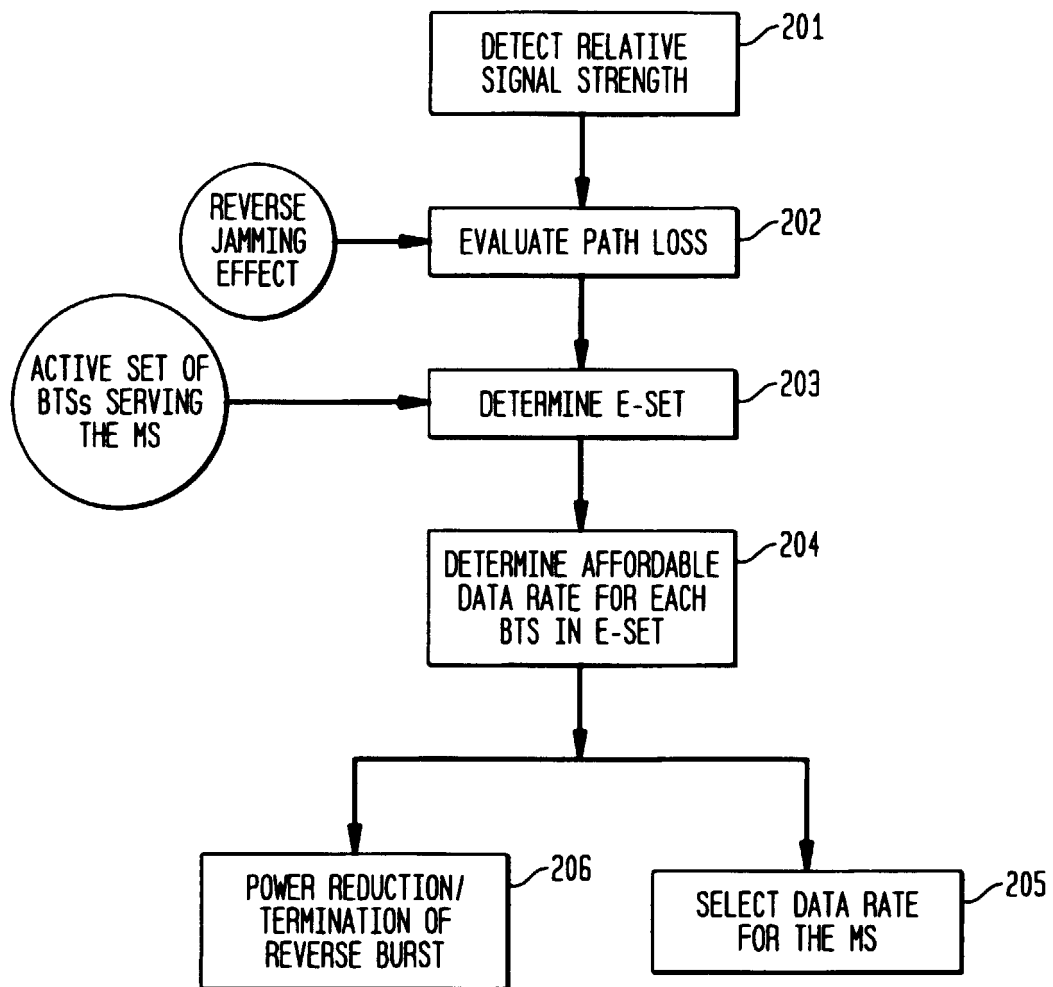 DETECT RELATIVE
SIGNAL STRENGTH
201
REVERSE
JAMMING
EFFECT
EVALUATE PATH LOSS
202
ACTIVE SET OF
BTSs SERVING
THE MS
DETERMINE E-SET
203
DETERMINE AFFORDABLE
DATA RATE FOR EACH
BTS IN E-SET
204
POWER REDUCTION/
TERMINATION OF
REVERSE BURST
206
SELECT DATA RATE
FOR THE MS
205